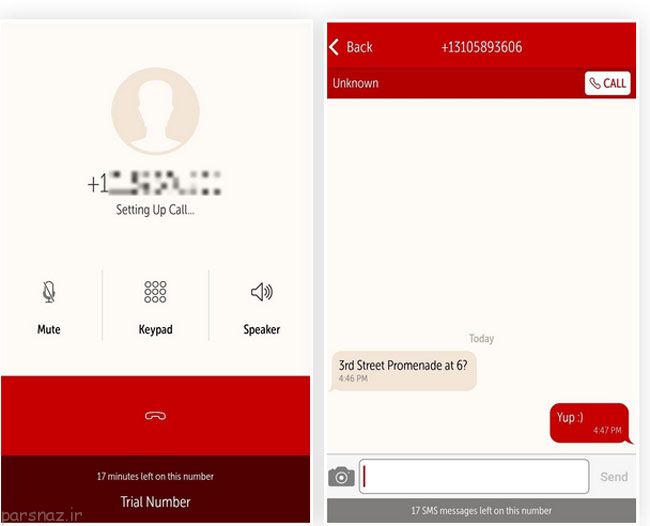 +1
Setting Up Call...
Mute
Keypad
Speaker
17 minutes left on this number
Trial Number
parsnaz.ir
Back
+13105893606
Unknown
CALL
Today
3rd Street Promenade at 6?
4:46 PM
Yup :)
4:47 PM
Send
17 SMS messages left on this number